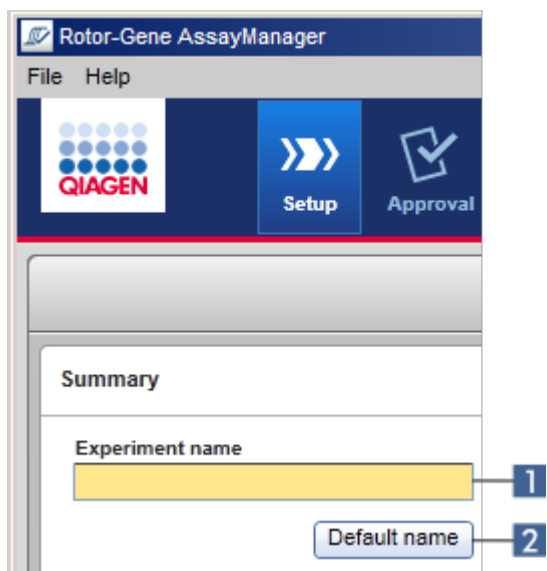 Rotor-Gene AssayManager
File Help
QIAGEN
Setup Approval
Summary
Experiment name
1
Default name 2